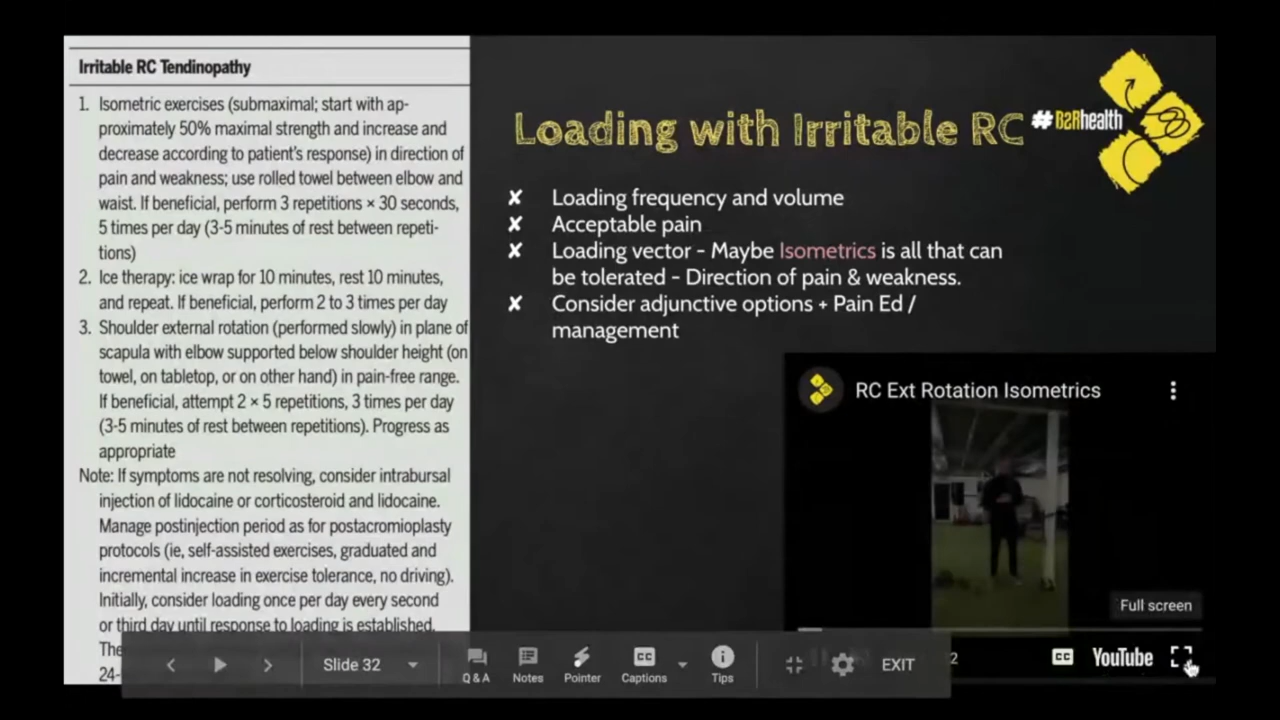 Irritable RC Tendinopathy
1. Isometric exercises (submaximal; start with ap-
proximately 50% maximal strength and increase and
decrease according to patient's response) in direction of
pain and weakness; use rolled towel between elbow and
waist. If beneficial, perform 3 repetitions × 30 seconds,
5 times per day (3-5 minutes of rest between repeti-
tions)
2. Ice therapy: ice wrap for 10 minutes, rest 10 minutes,
and repeat. If beneficial, perform 2 to 3 times per day
3. Shoulder external rotation (performed slowly) in plane of
scapula with elbow supported below shoulder height (on
towel, on tabletop, or on other hand) in pain-free range.
If beneficial, attempt 2 × 5 repetitions, 3 times per day
(3-5 minutes of rest between repetitions). Progress as
appropriate
Note: If symptoms are not resolving, consider intrabursal
injection of lidocaine or corticosteroid and lidocaine.
Manage postinjection period as for postacromioplasty
protocols (ie, self-assisted exercises, graduated and
incremental increase in exercise tolerance, no driving).
Initially, consider loading once per day every second
or third day until response to loading is established.
The
24-
Loading with Irritable RC
#B2Rhealth
✘ Loading frequency and volume
✘ Acceptable pain
✘ Loading vector - Maybe Isometrics is all that can
be tolerated - Direction of pain & weakness.
✘ Consider adjunctive options + Pain Ed /
management
RC Ext Rotation Isometrics
Full screen
2
CC
YouTube
Slide 32
Q & A
Notes
Pointer
CC
Captions
Tips
EXIT